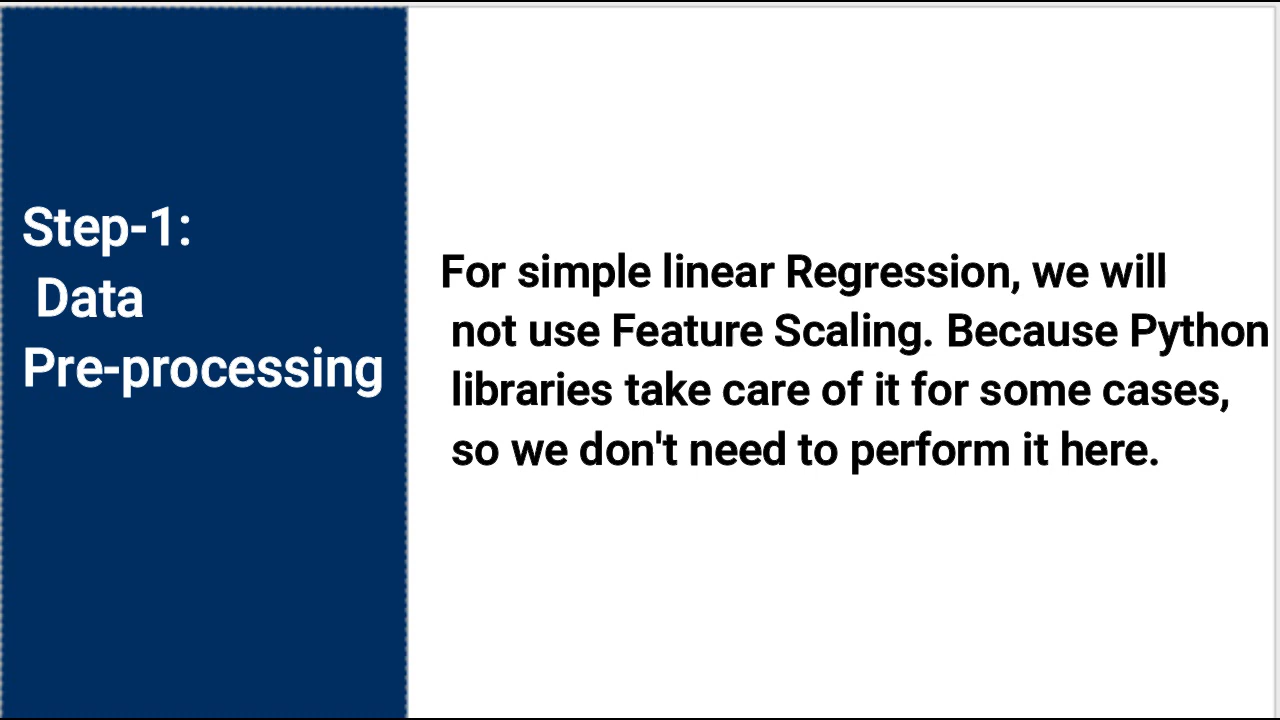 Step-1:
Data
Pre-processing
For simple linear Regression, we will
not use Feature Scaling. Because Python
libraries take care of it for some cases,
so we don't need to perform it here.